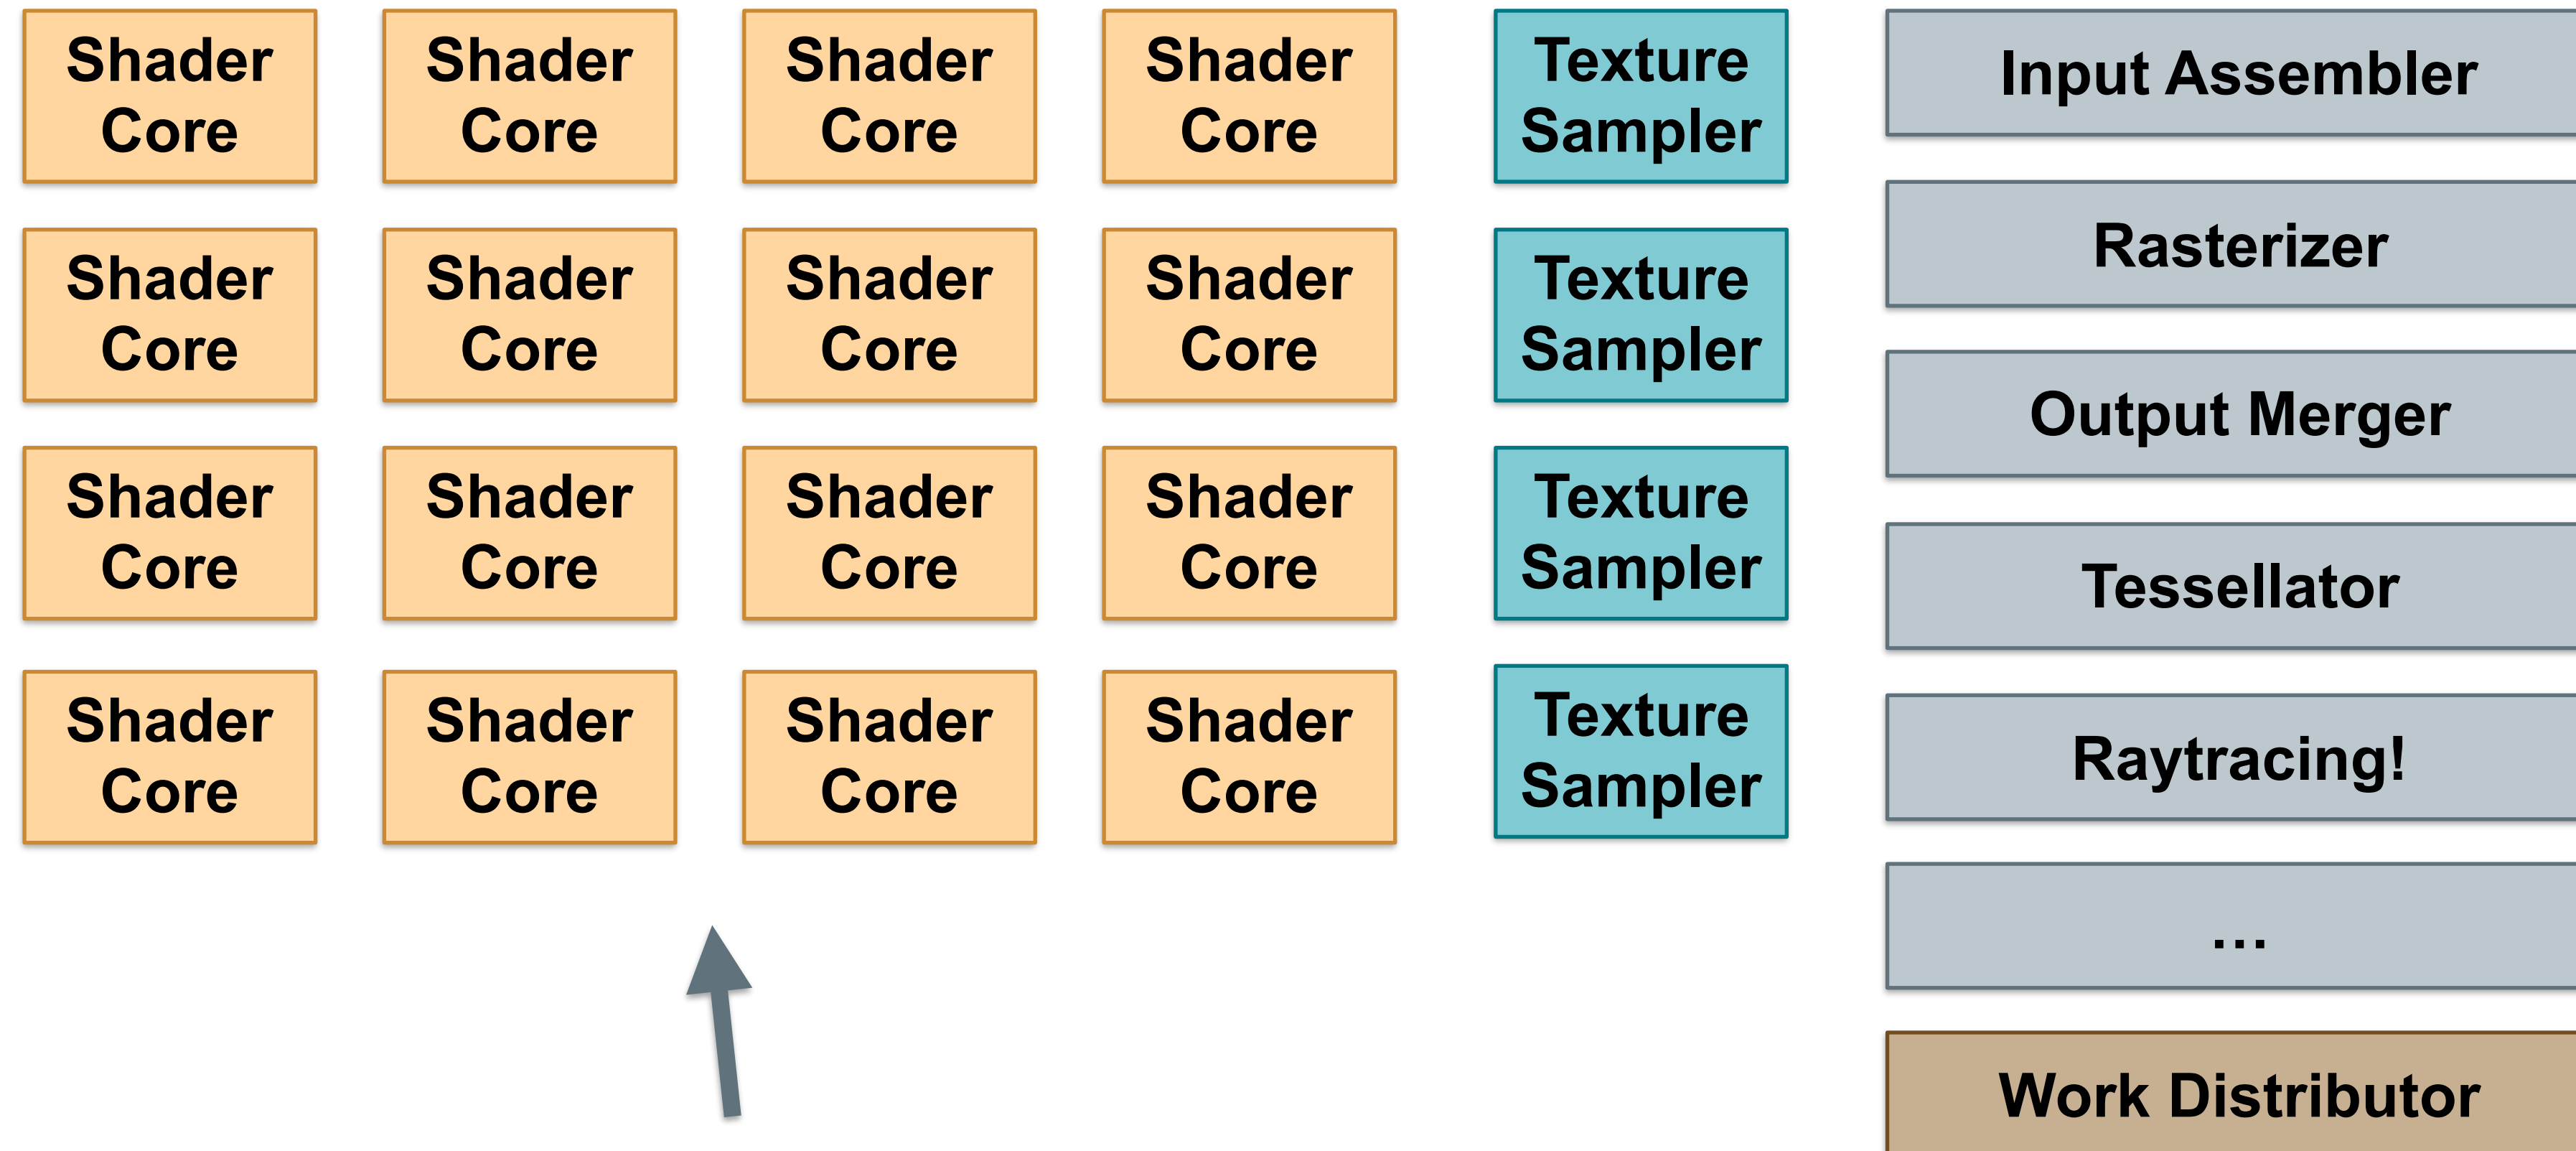 Shader
Core
Shader
Core
Shader
Core
Shader
Core
Texture
Sampler
Shader
Core
Shader
Core
Shader
Core
Shader
Core
Texture
Sampler
Shader
Core
Shader
Core
Shader
Core
Shader
Core
Texture
Sampler
Shader
Core
Shader
Core
Shader
Core
Shader
Core
Texture
Sampler
Input Assembler
Rasterizer
Output Merger
Tessellator
Raytracing!
...
Work Distributor